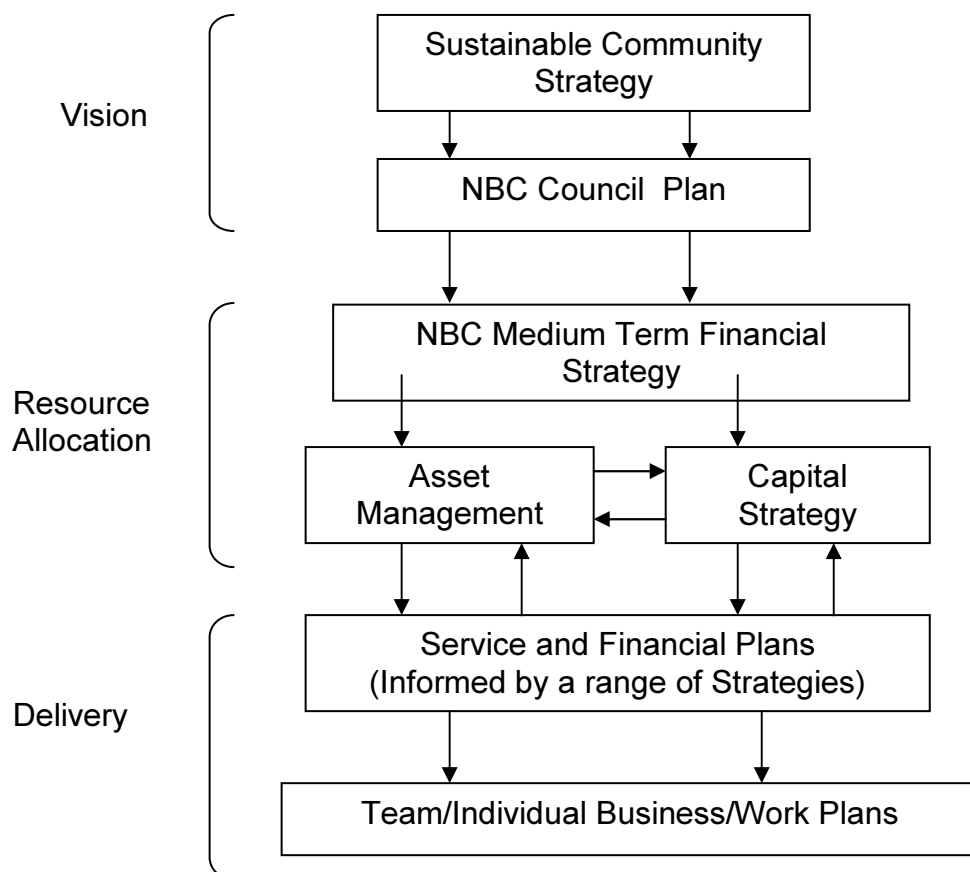 Sustainable Community
Strategy
Vision
NBC Council Plan
NBC Medium Term Financial
Strategy
Resource
Allocation
Asset
Management
Capital
Strategy
Service and Financial Plans
(Informed by a range of Strategies)
Delivery
Team/Individual Business/Work Plans